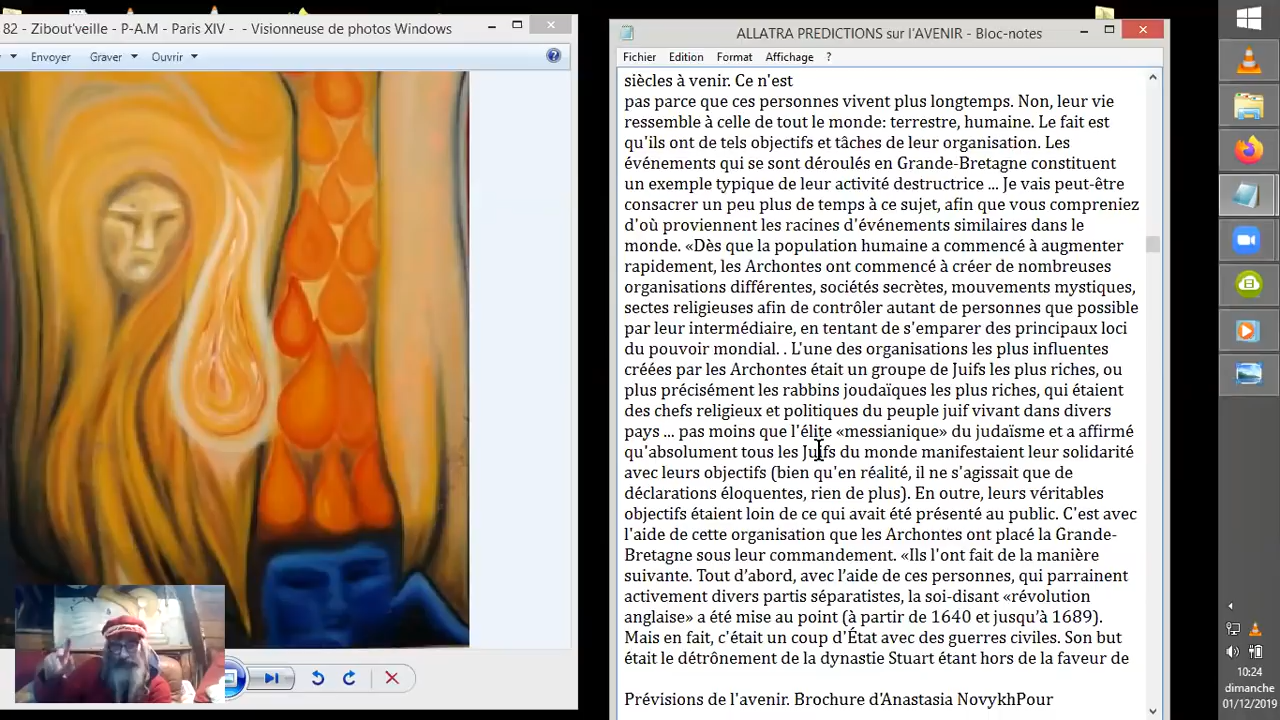 82 - Zibout'veille - P-A.M - Paris XIV - - Visionneuse de photos Windows
Envoyer Graver Ouvrir
ALLATRA PREDICTIONS sur l'AVENIR - Bloc-notes
Fichier Edition Format Affichage ?
siècles à venir. Ce n'est
pas parce que ces personnes vivent plus longtemps. Non, leur vie
ressemble à celle de tout le monde: terrestre, humaine. Le fait est
qu'ils ont de tels objectifs et tâches de leur organisation. Les
événements qui se sont déroulés en Grande-Bretagne constituent
un exemple typique de leur activité destructrice ... Je vais peut-être
consacrer un peu plus de temps à ce sujet, afin que vous compreniez
d'où proviennent les racines d'événements similaires dans le
monde. «Dès que la population humaine a commencé à augmenter
rapidement, les Archontes ont commencé à créer de nombreuses
organisations différentes, sociétés secrètes, mouvements mystiques,
sectes religieuses afin de contrôler autant de personnes que possible
par leur intermédiaire, en tentant de s'emparer des principaux loci
du pouvoir mondial. . L'une des organisations les plus influentes
créées par les Archontes était un groupe de Juifs les plus riches, ou
plus précisément les rabbins joudaïques les plus riches, qui étaient
des chefs religieux et politiques du peuple juif vivant dans divers
pays ... pas moins que l'élite «messianique» du judaïsme et a affirmé
qu'absolument tous les Juifs du monde manifestaient leur solidarité
avec leurs objectifs (bien qu'en réalité, il ne s'agissait que de
déclarations éloquentes, rien de plus). En outre, leurs véritables
objectifs étaient loin de ce qui avait été présenté au public. C'est avec
l'aide de cette organisation que les Archontes ont placé la Grande-
Bretagne sous leur commandement. «Ils l'ont fait de la manière
suivante. Tout d’abord, avec l’aide de ces personnes, qui parrainent
activement divers partis séparatistes, la soi-disant «révolution
anglaise» a été mise au point (à partir de 1640 et jusqu’à 1689).
Mais en fait, c'était un coup d'État avec des guerres civiles. Son but
était le détrônement de la dynastie Stuart étant hors de la faveur de
Prévisions de l'avenir. Brochure d'Anastasia NovykhPour
10:24
dimanche
01/12/2019